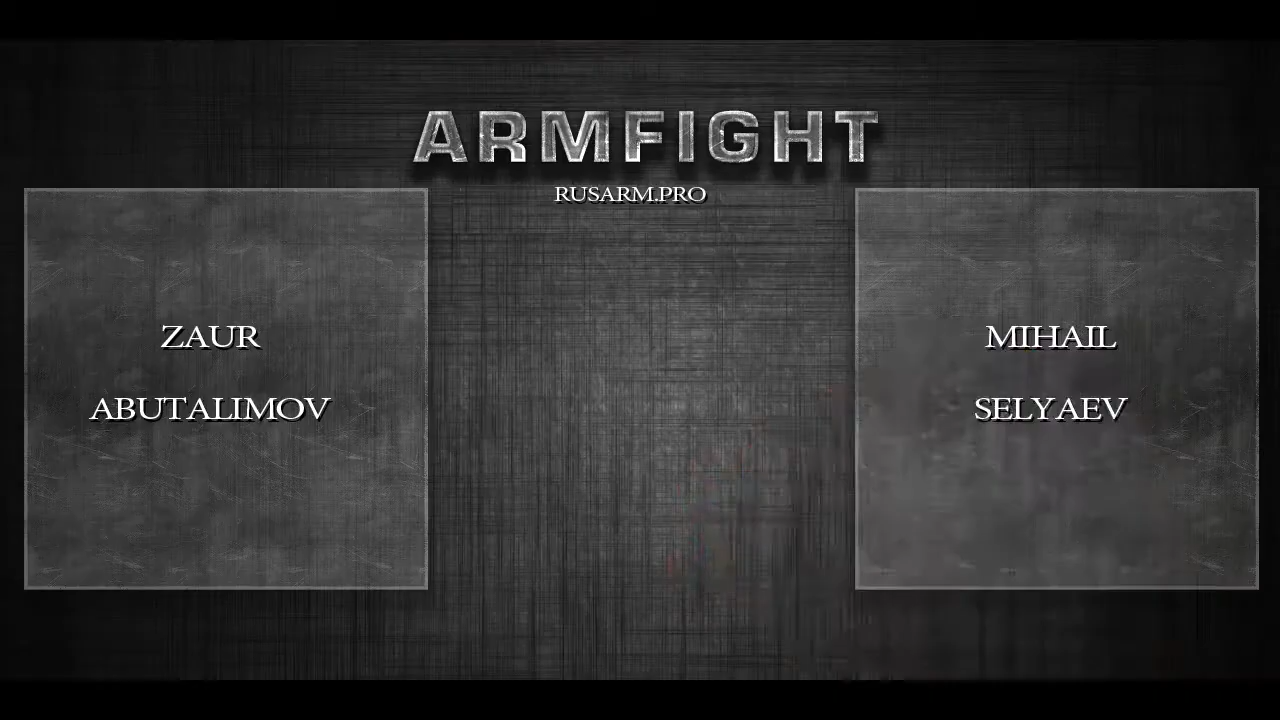 ARMFIGHT
RUSARM.PRO
ZAUR
ABUTALIMOV
MIHAIL
SELYAEV